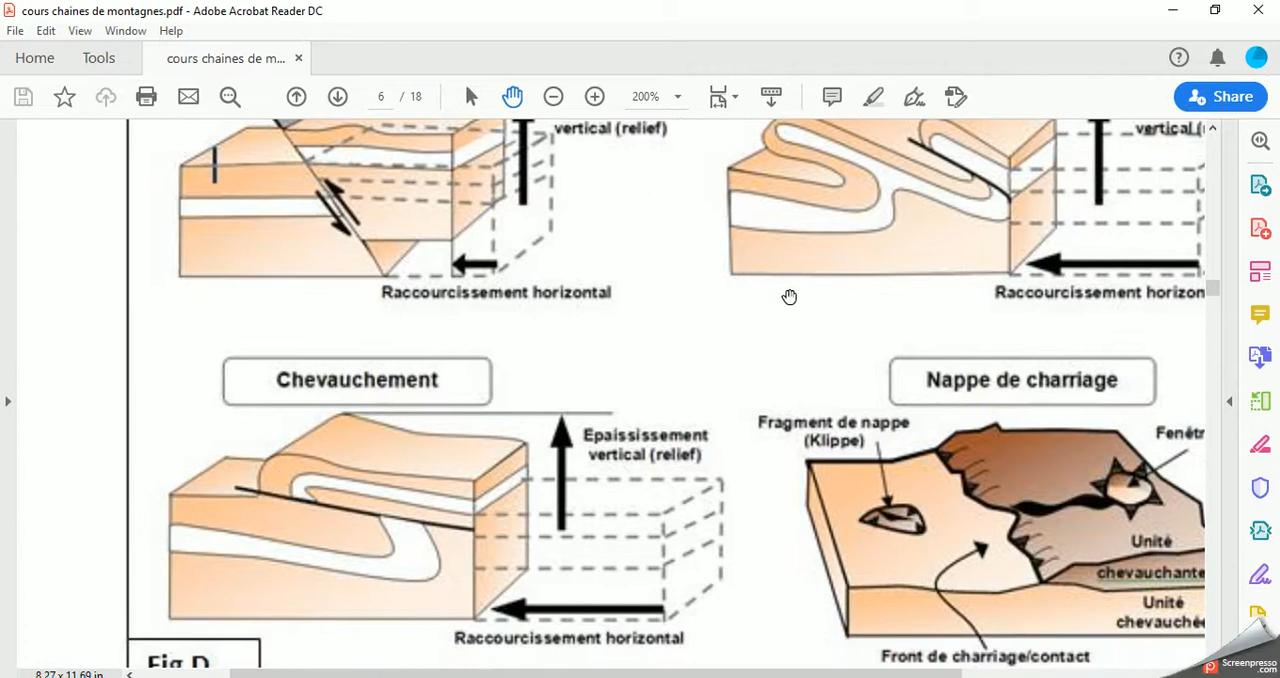 cours chaines de montagnes.pdf - Adobe Acrobat Reader DC
File Edit View Window Help
Home Tools cours chaines de m... ×
6 / 18 200% Share
vertical (relief)
vertical (
Raccourcissement horizontal
Raccourcissement horizon
Chevauchement
Nappe de charriage
Epaississement
vertical (relief)
Fragment de nappe
(Klippe)
Fenêtr
Unité
chevauchante
Unité
chevauchée
Raccourcissement horizontal
Front de charriage/contact
Fig D
8.27 x 11.69 in
Screenpresso
.com